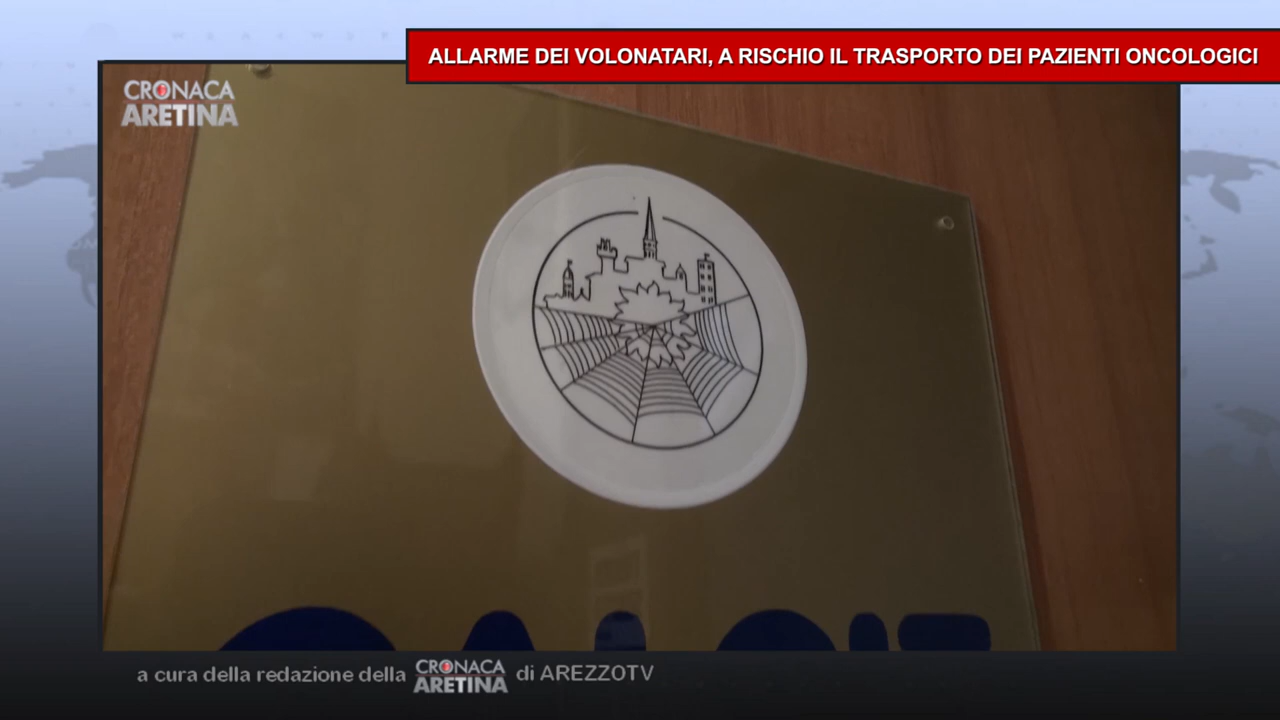 ALLARME DEI VOLONATARI, A RISCHIO IL TRASPORTO DEI PAZIENTI ONCOLOGICI
CRONACA
ARETINA
a cura della redazione della CRONACA ARETINA di AREZZOTV